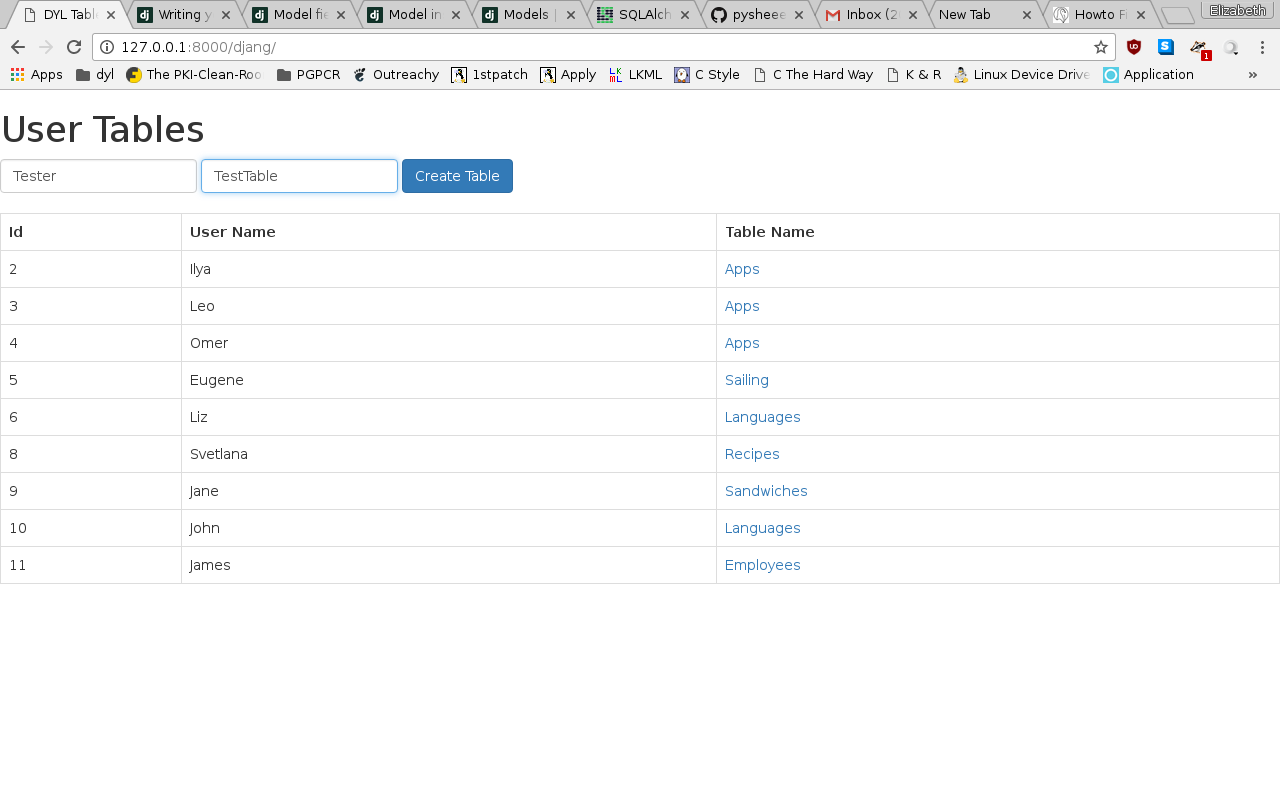 DYL Tabl Writing y Model fie Model in Models | SQLAlch pysheee Inbox (2 New Tab Howto Fi Elizabeth
127.0.0.1:8000/djang/
Apps dyl The PKI-Clean-Roo PGPCR Outreachy 1stpatch Apply LKML C Style C The Hard Way K & R Linux Device Drive Application »
User Tables
Tester TestTable Create Table
Id User Name Table Name
2 Ilya Apps
3 Leo Apps
4 Omer Apps
5 Eugene Sailing
6 Liz Languages
8 Svetlana Recipes
9 Jane Sandwiches
10 John Languages
11 James Employees